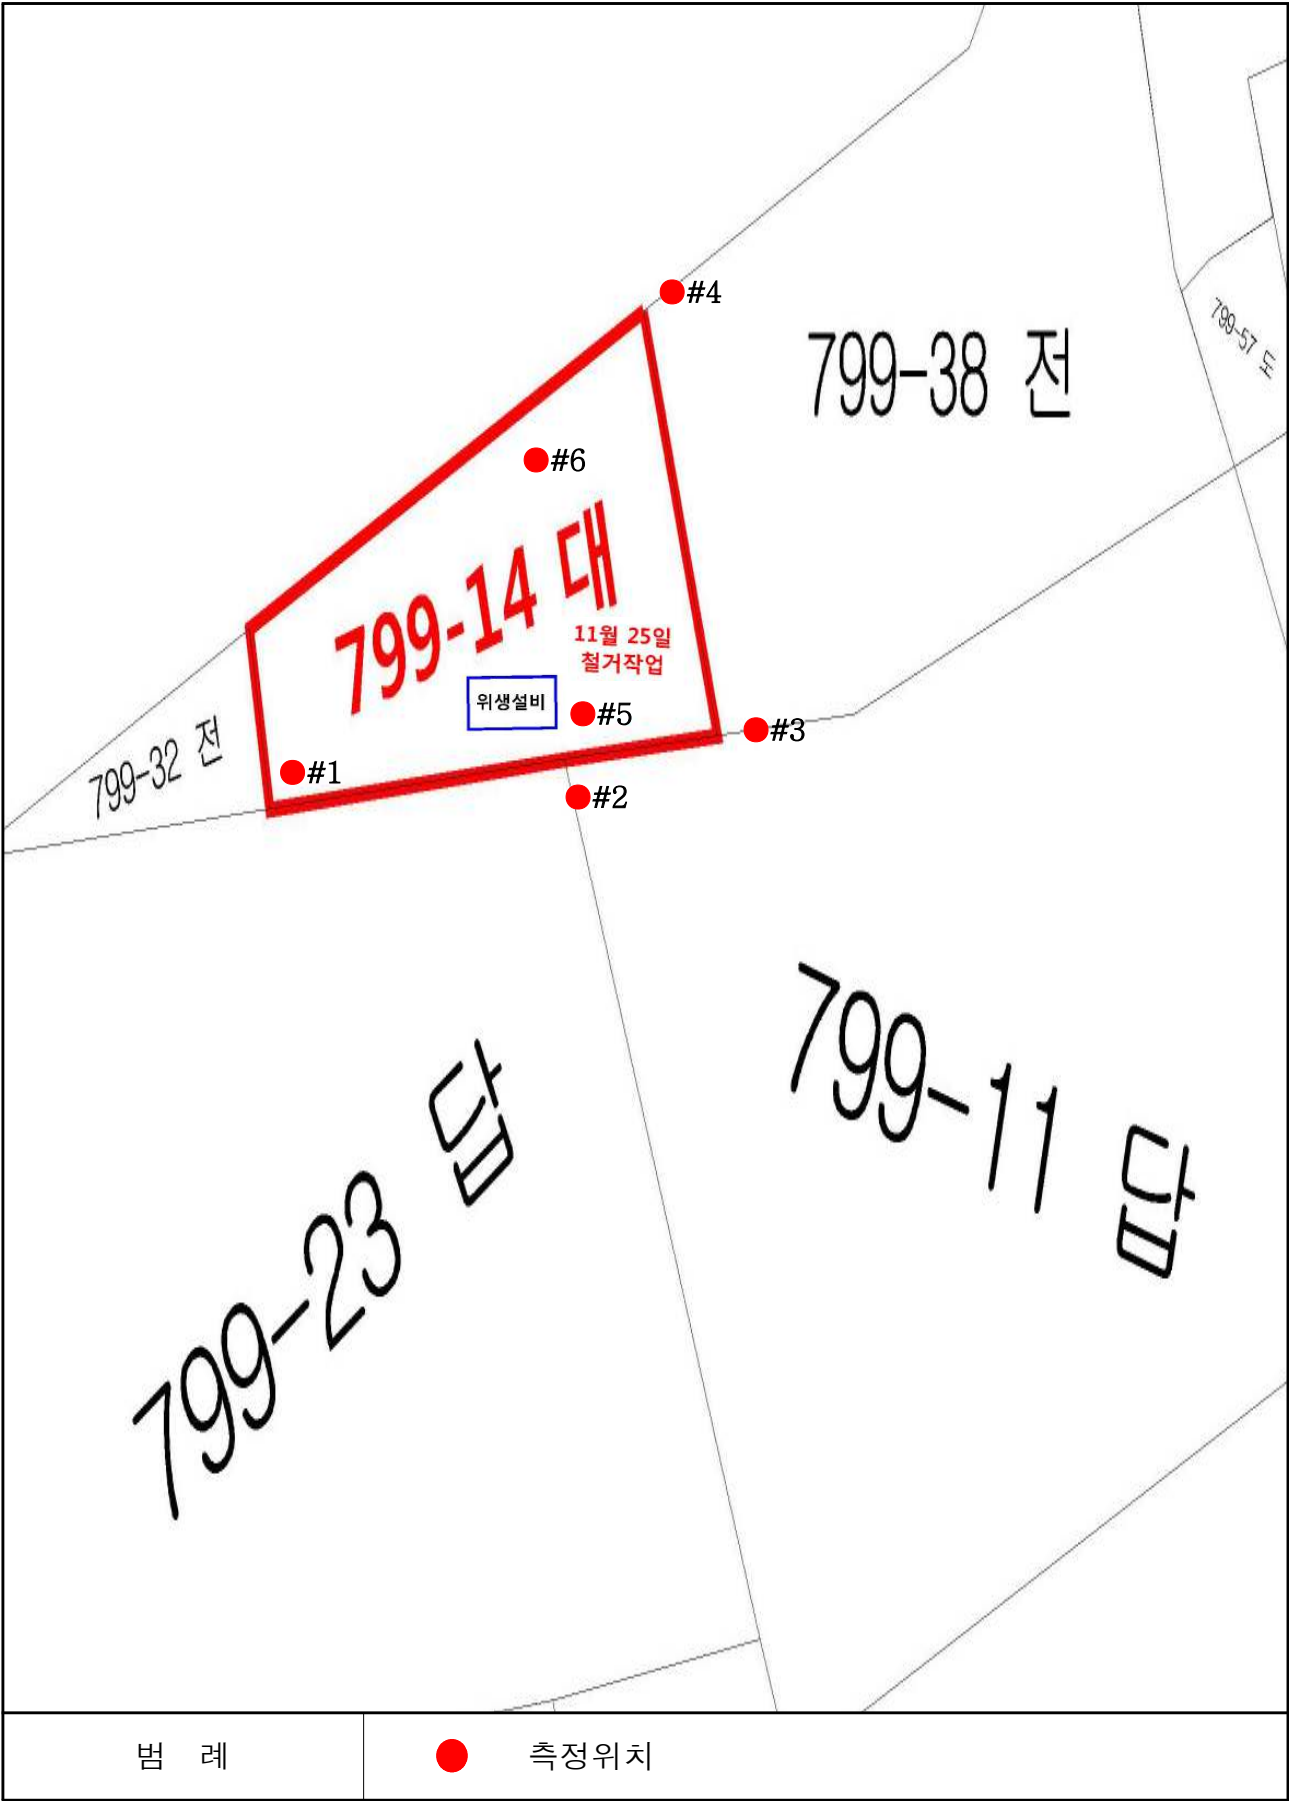 #4
799-38 전
799-57 도
#6
799-14 대
11월 25일
철거작업
위생설비
#5
#3
799-32 전
#1
#2
799-11 답
799-23 답
범 례
측정위치